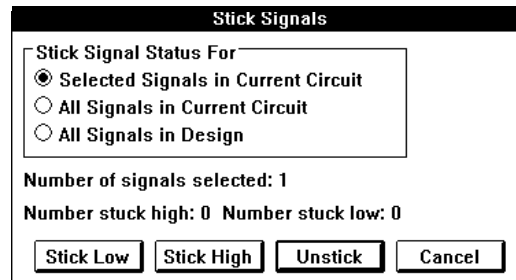 Stick Signals
Stick Signal Status For
Selected Signals in Current Circuit
All Signals in Current Circuit
All Signals in Design
Number of signals selected: 1
Number stuck high: 0 Number stuck low: 0
Stick Low Stick High Unstick Cancel